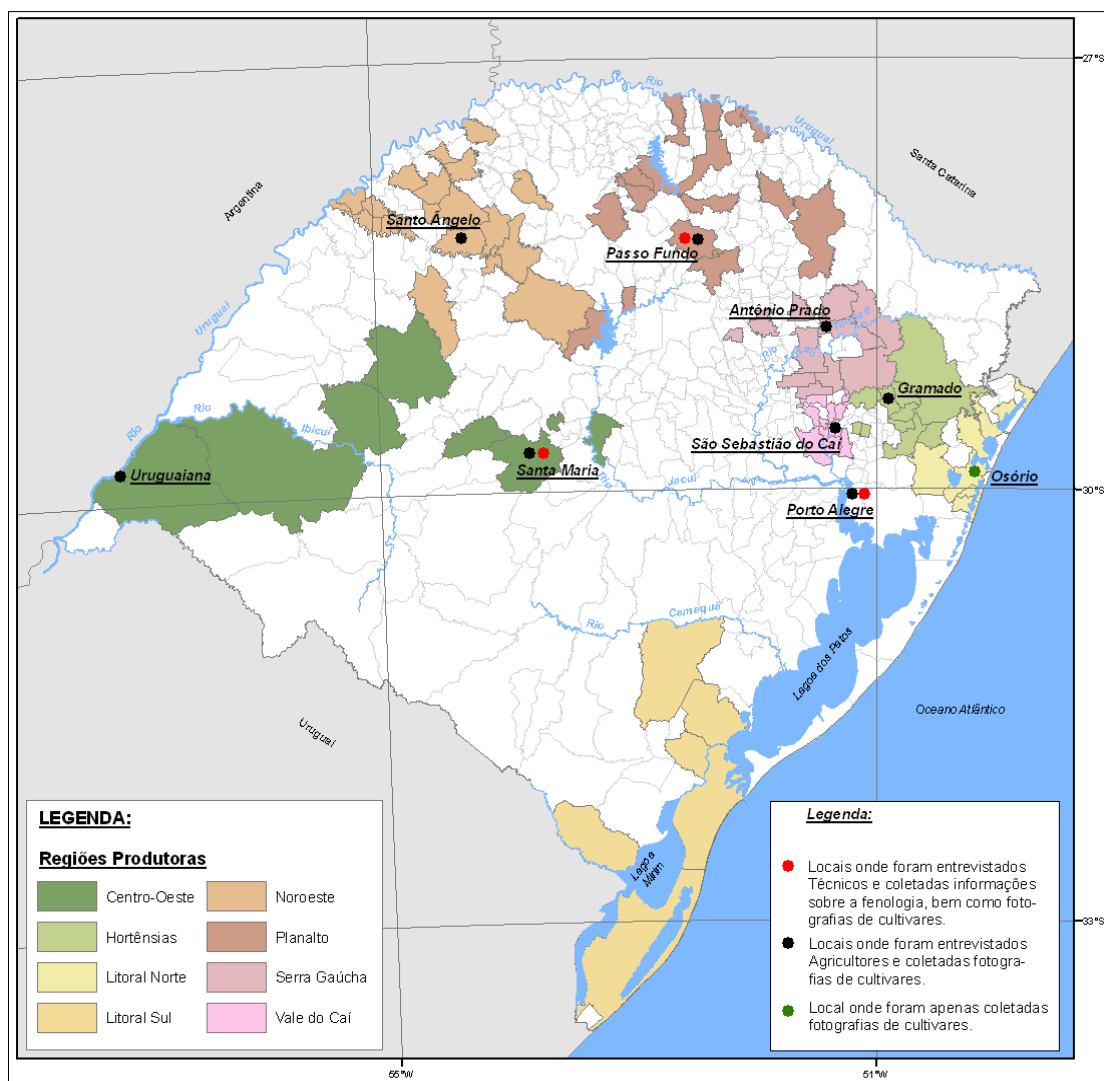 27°S
Rio
Uruguai
Santa Catarina
Argentina
Santo Ângelo
Passo Fundo
Antônio Prado
Taquari
Rio
Uruguai
Gramado
Rio
Ibicuí
Rio
São Sebastião do Caí
Uruguaiana
Santa Maria
Rio
Jacuí
Osório
30°S
Porto Alegre
Rio
Camaquã
Lagoa dos Patos
Oceano Atlântico
Uruguai
Lagoa
Mirim
33°S
LEGENDA:
Regiões Produtoras
Centro-Oeste
Noroeste
Hortênsias
Planalto
Litoral Norte
Serra Gaúcha
Litoral Sul
Vale do Caí
Legenda:
Locais onde foram entrevistados
Técnicos e coletadas informações
sobre a fenologia, bem como foto-
grafias de cultivares.
Locais onde foram entrevistados
Agricultores e coletadas fotogra-
fias de cultivares.
Local onde foram apenas coletadas
fotografias de cultivares.
55°W
51°W